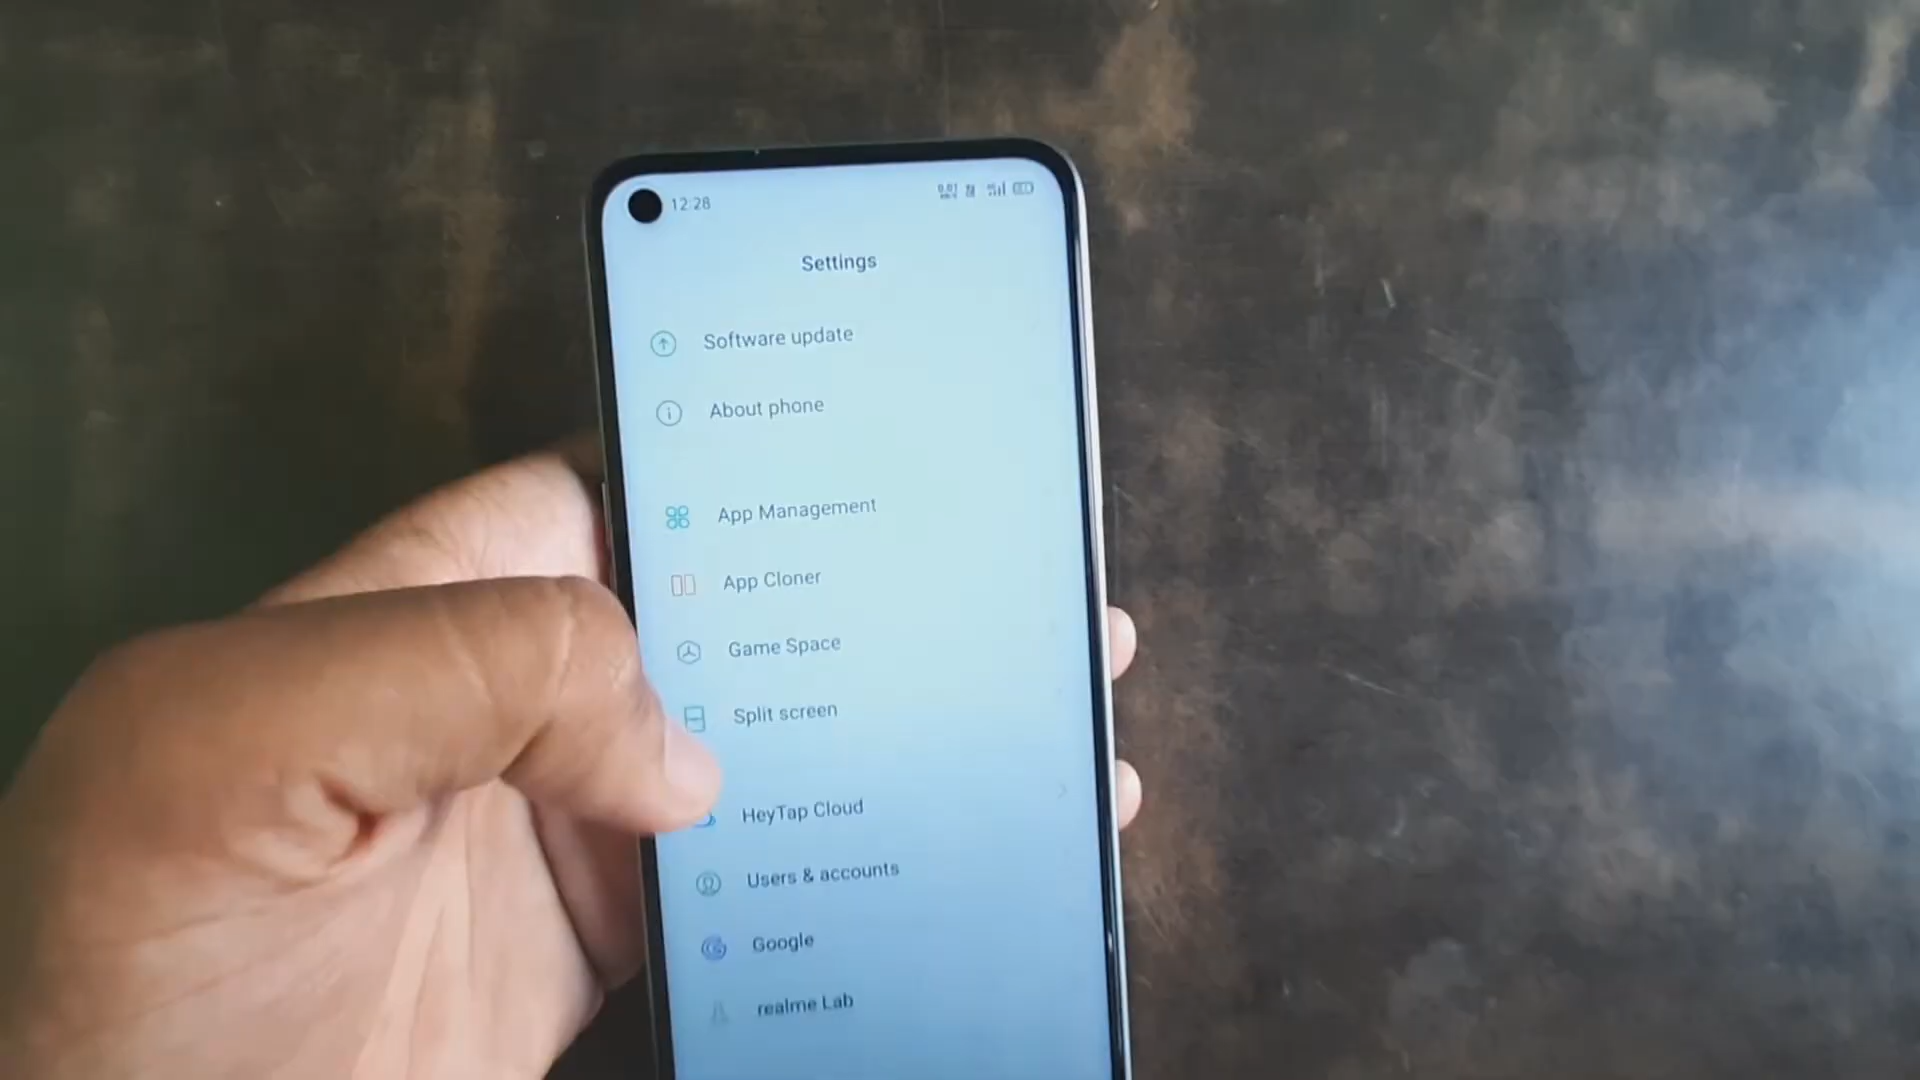 12:28
Settings
Software update
About phone
App Management
App Cloner
Game Space
Split screen
HeyTap Cloud
Users & accounts
Google
realme Lab